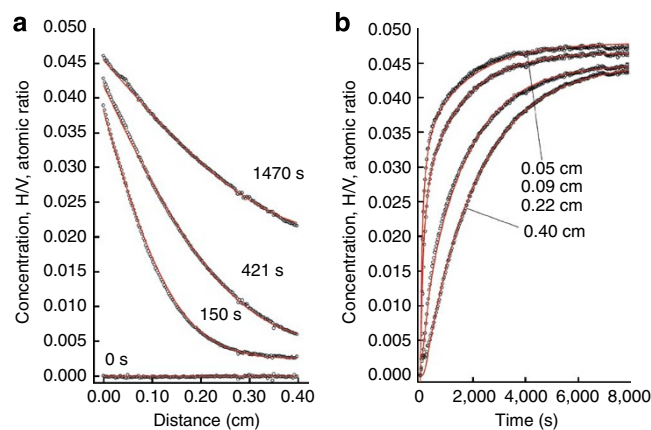 a
Concentration, H/V, atomic ratio
0.050
0.045
0.040
0.035
0.030
0.025
0.020
0.015
0.010
0.005
0.000
1470 s
421 s
150 s
0 s
0.00 0.10 0.20 0.30 0.40
Distance (cm)
b
Concentration, H/V, atomic ratio
0.050
0.045
0.040
0.035
0.030
0.025
0.020
0.015
0.010
0.005
0.000
0.05 cm
0.09 cm
0.22 cm
0.40 cm
0 2,000 4,000 6,000 8,000
Time (s)